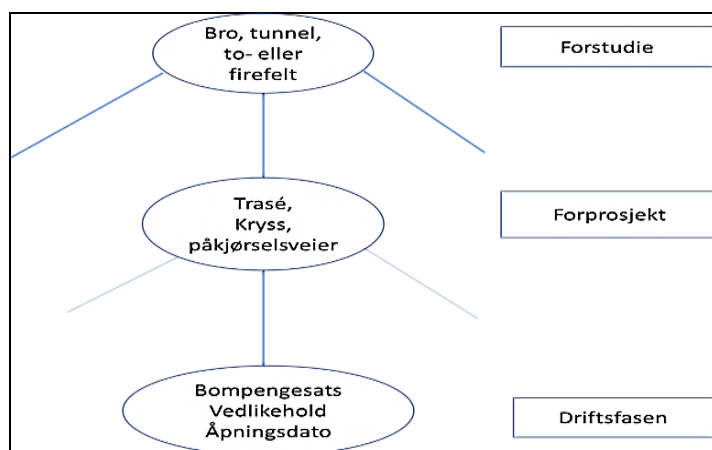 Bro, tunnel,
to- eller
firefelt
Forstudie
Trasé,
Kryss,
påkjørselsveier
Forprosjekt
Bompengesats
Vedlikehold
Åpningsdato
Driftsfasen